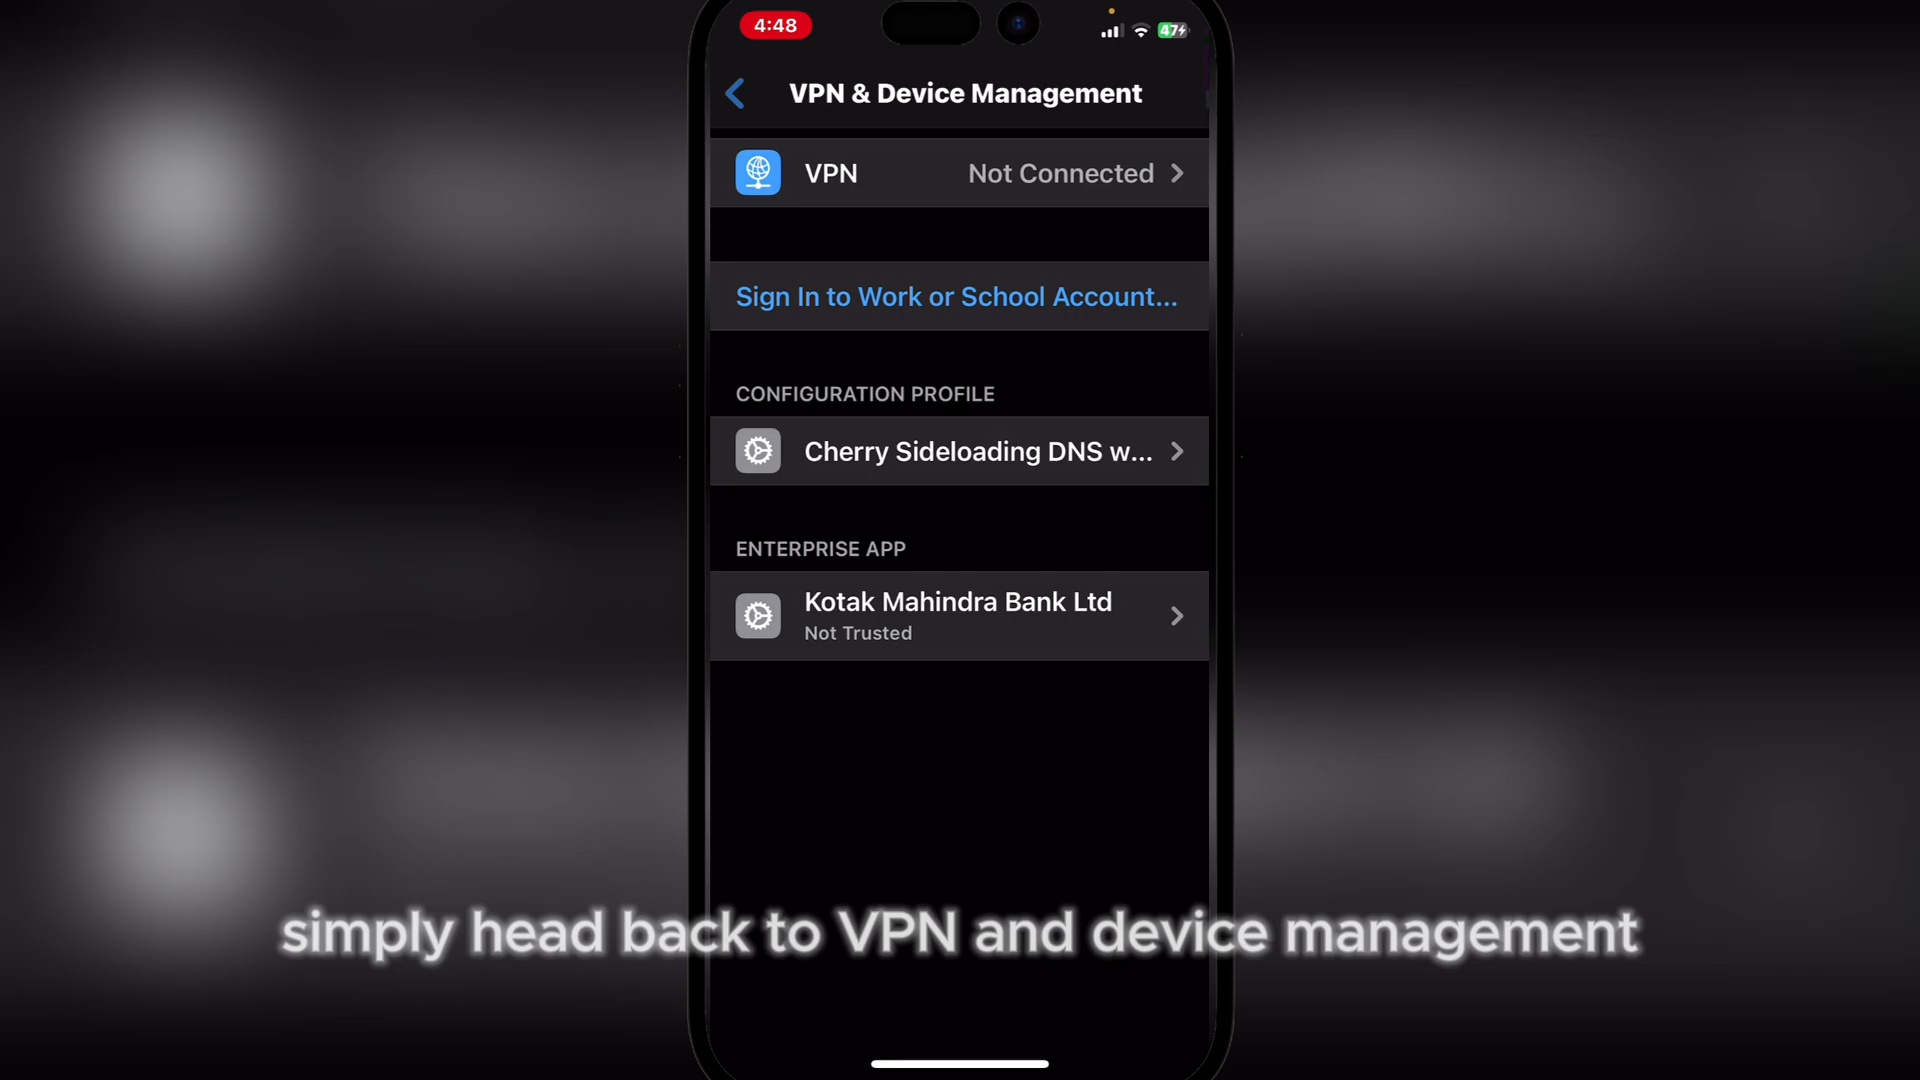 4:48
47
VPN & Device Management
VPN Not Connected
Sign In to Work or School Account...
CONFIGURATION PROFILE
Cherry Sideloading DNS w...
ENTERPRISE APP
Kotak Mahindra Bank Ltd
Not Trusted
simply head back to VPN and device management